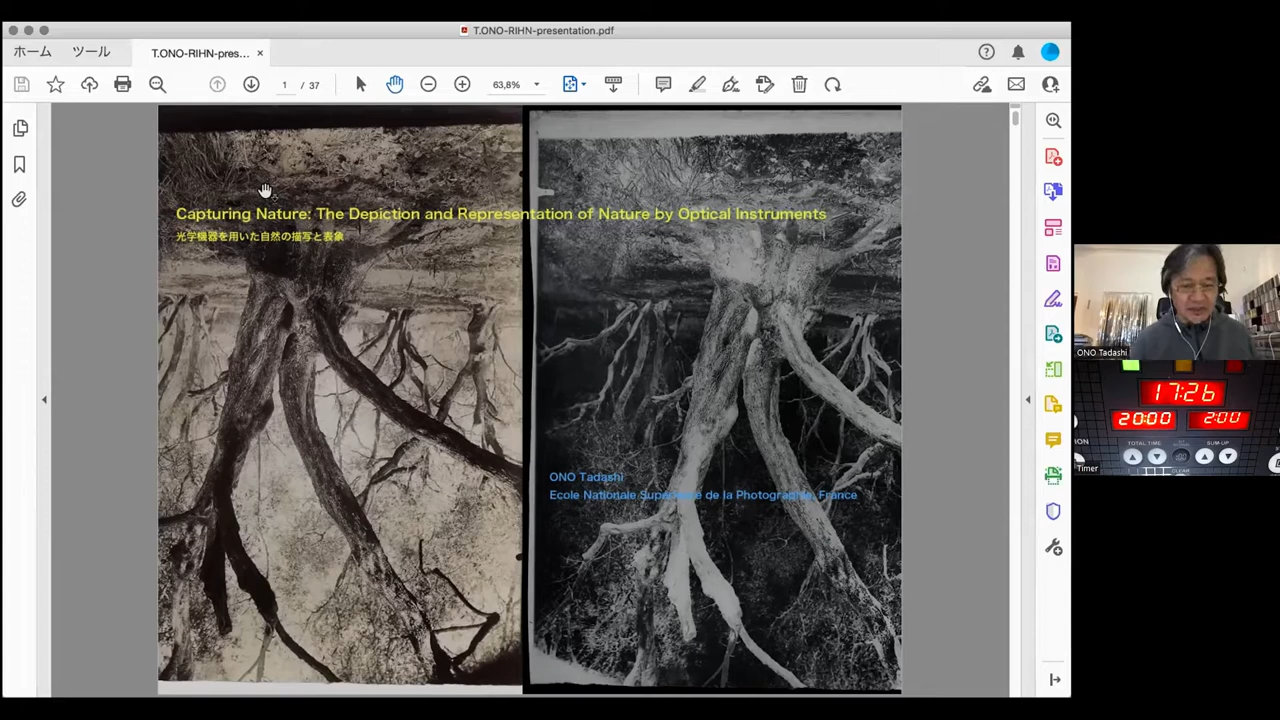 T.ONO-RIHN-presentation.pdf
ホーム ツール T.ONO-RIHN-pres... ×
1 / 37 63,8%
Capturing Nature: The Depiction and Representation of Nature by Optical Instruments
光学機器を用いた自然の描写と表象
ONO Tadashi
Ecole Nationale Supérieure de la Photographie, France
ONO Tadashi
17:26
20:00 2:00
TOTAL TIME SUM-UP
CLEAR
Timer